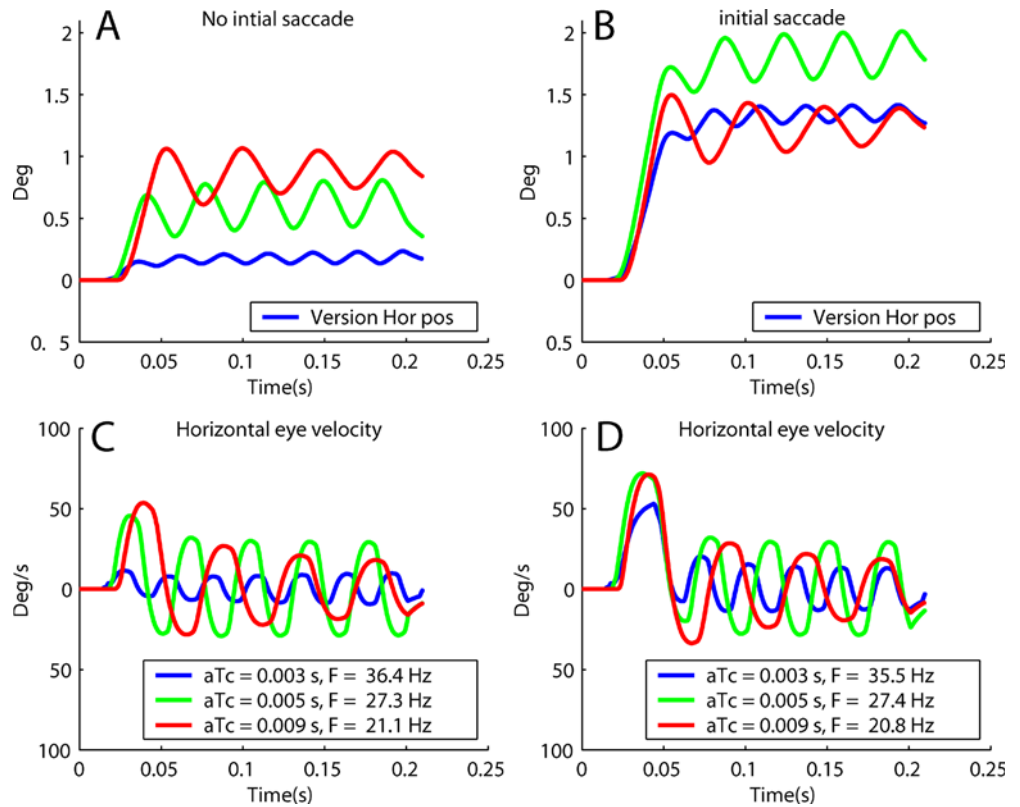 A
No intial saccade
2
1.5
1
0.5
0
0. 5
Deg
Version Hor pos
0
0.05
0.1
0.15
0.2
0.25
Time(s)
B
initial saccade
2
1.5
1
0.5
0
0.5
Deg
Version Hor pos
0
0.05
0.1
0.15
0.2
0.25
Time(s)
C
Horizontal eye velocity
100
50
0
50
100
Deg/s
aTc = 0.003 s, F = 36.4 Hz
aTc = 0.005 s, F = 27.3 Hz
aTc = 0.009 s, F = 21.1 Hz
0
0.05
0.1
0.15
0.2
0.25
Time(s)
D
Horizontal eye velocity
100
50
0
50
100
Deg/s
aTc = 0.003 s, F = 35.5 Hz
aTc = 0.005 s, F = 27.4 Hz
aTc = 0.009 s, F = 20.8 Hz
0
0.05
0.1
0.15
0.2
0.25
Time(s)